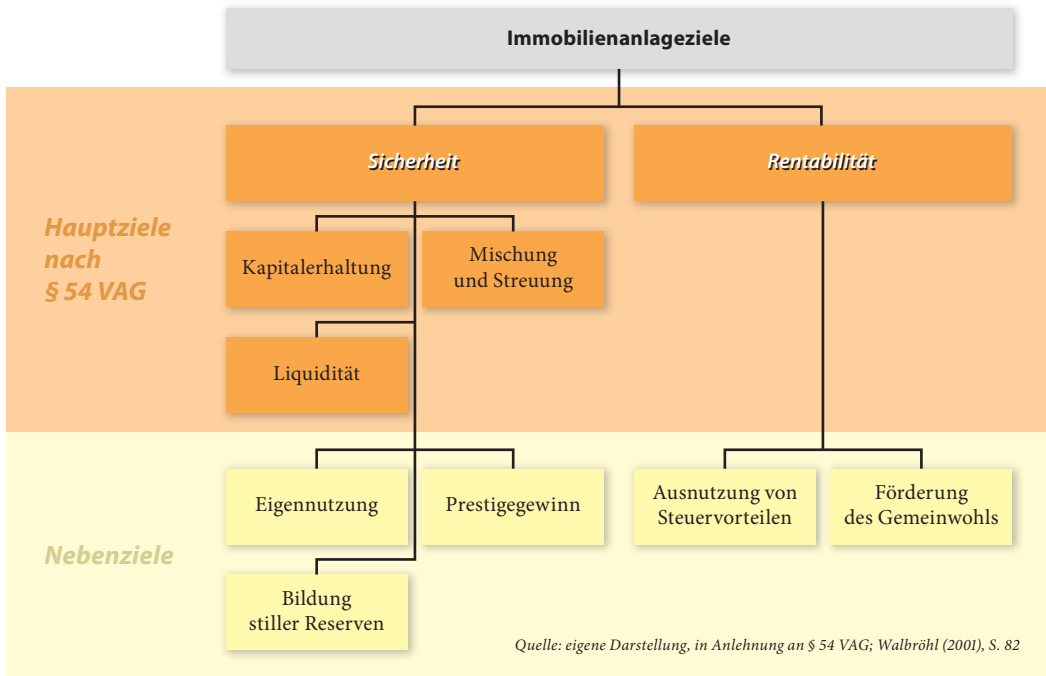 Immobilienanlageziele
Sicherheit
Rentabilität
Hauptziele
nach
§ 54 VAG
Kapitalerhaltung
Mischung
und Streuung
Liquidität
Nebenziele
Eigennutzung
Prestigegewinn
Ausnutzung von
Steuervorteilen
Förderung
des Gemeinwohls
Bildung
stiller Reserven
Quelle: eigene Darstellung, in Anlehnung an § 54 VAG; Walbröhl (2001), S. 82